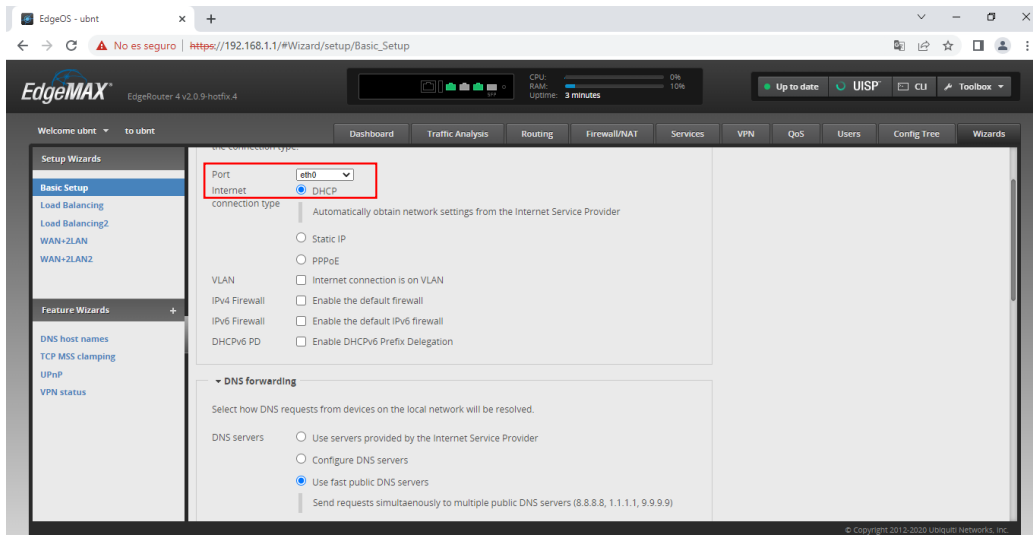 EdgeOS - ubnt
No es seguro | https://192.168.1.1/#Wizard/setup/Basic_Setup
EdgeMAX EdgeRouter 4 v2.0.9-hotfix.4
SFP
CPU: 0%
RAM: 10%
Uptime: 3 minutes
Up to date UISP CLI Toolbox
Welcome ubnt to ubnt
Dashboard Traffic Analysis Routing Firewall/NAT Services VPN QoS Users Config Tree Wizards
Setup Wizards
Basic Setup
Load Balancing
Load Balancing2
WAN+2LAN
WAN+2LAN2
Feature Wizards +
DNS host names
TCP MSS clamping
UPnP
VPN status
the connection type.
Port eth0
Internet connection type DHCP
Automatically obtain network settings from the Internet Service Provider
Static IP
PPPoE
VLAN Internet connection is on VLAN
IPv4 Firewall Enable the default firewall
IPv6 Firewall Enable the default IPv6 firewall
DHCPv6 PD Enable DHCPv6 Prefix Delegation
DNS forwarding
Select how DNS requests from devices on the local network will be resolved.
DNS servers Use servers provided by the Internet Service Provider
Configure DNS servers
Use fast public DNS servers
Send requests simultaenously to multiple public DNS servers (8.8.8.8, 1.1.1.1, 9.9.9.9)
© Copyright 2012-2020 Ubiquiti Networks, Inc.